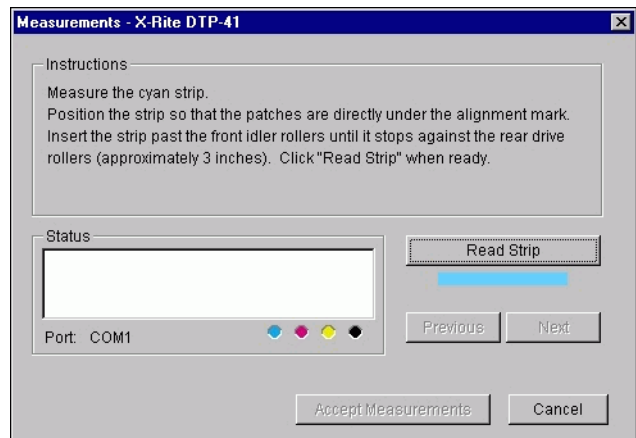 Measurements - X-Rite DTP-41
Instructions
Measure the cyan strip.
Position the strip so that the patches are directly under the alignment mark.
Insert the strip past the front idler rollers until it stops against the rear drive
rollers (approximately 3 inches).  Click "Read Strip" when ready.
Status
Read Strip
Port:  COM1
Previous
Next
Accept Measurements
Cancel